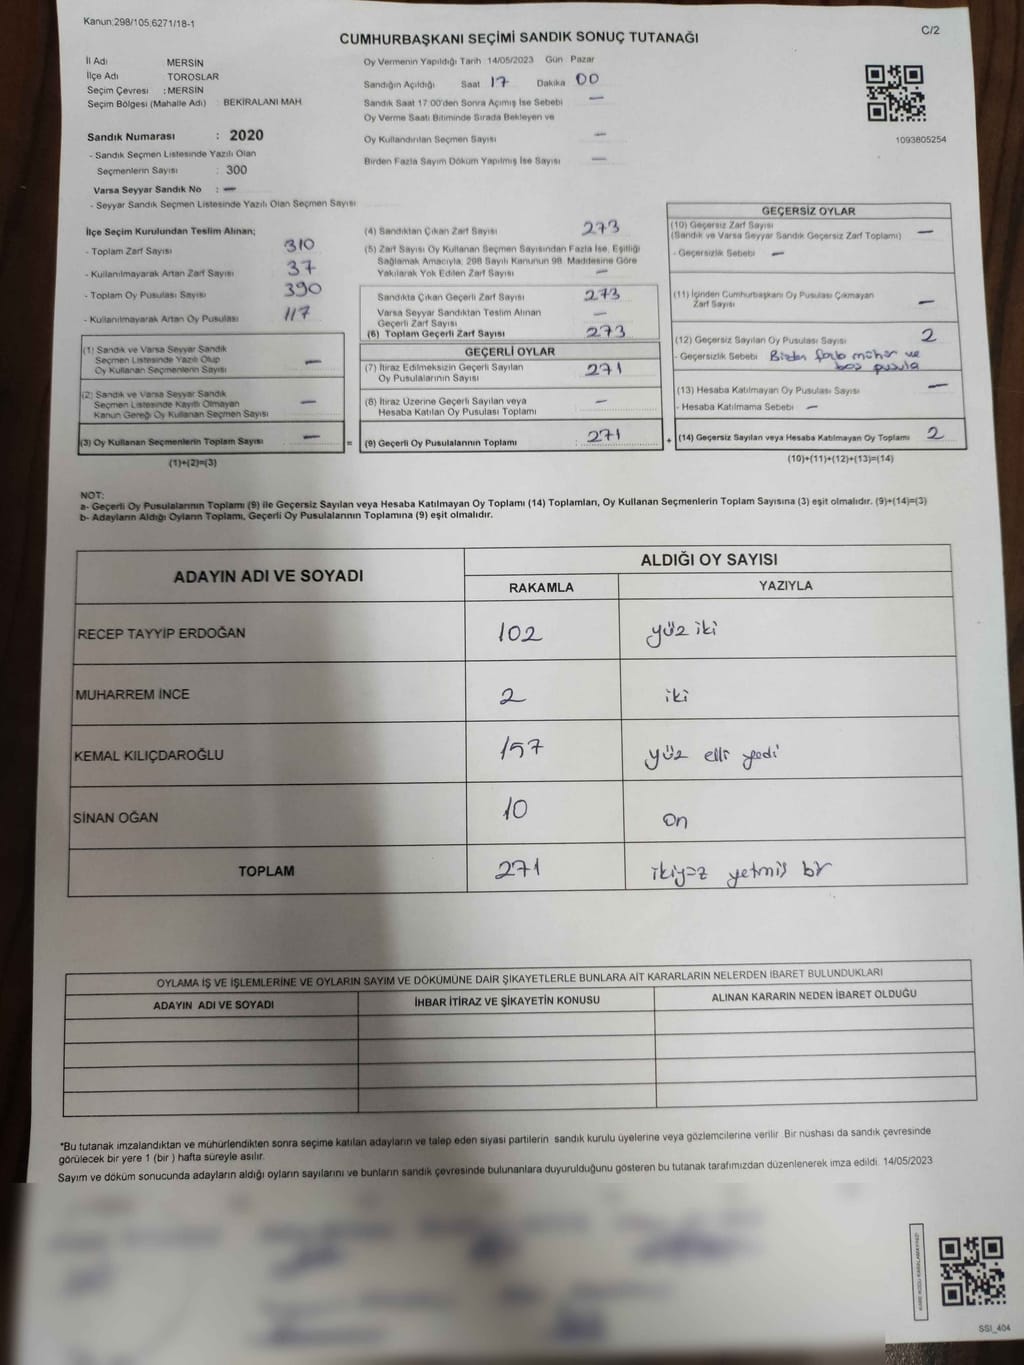 Kanun:298/105,6271/18-1
C/2
CUMHURBAŞKANI SEÇİMİ SANDIK SONUÇ TUTANAĞI
İl Adı MERSİN
İlçe Adı TOROSLAR
Seçim Çevresi : MERSİN
Seçim Bölgesi (Mahalle Adı) : BEKİRALANI MAH.
Sandık Numarası : 2020
- Sandık Seçmen Listesinde Yazılı Olan
Seçmenlerin Sayısı : 300
Varsa Seyyar Sandık No : —
- Seyyar Sandık Seçmen Listesinde Yazılı Olan Seçmen Sayısı
Oy Vermenin Yapıldığı Tarih 14/05/2023 Gün Pazar
Sandığın Açıldığı Saat 17 Dakika 00
Sandık Saat 17:00'den Sonra Açımış İse Sebebi —
Oy Verme Saati Bitiminde Sırada Bekleyen ve
Oy Kullandırılan Seçmen Sayısı —
Birden Fazla Sayım Döküm Yapılmış İse Sayısı —
1093805254
İlçe Seçim Kurulundan Teslim Alınan;
- Toplam Zarf Sayısı 310
- Kullanılmayarak Artan Zarf Sayısı 37
- Toplam Oy Pusulası Sayısı 390
- Kullanılmayarak Artan Oy Pusulası 117
(1) Sandık ve Varsa Seyyar Sandık
Seçmen Listesinde Yazılı Olup
Oy Kullanan Seçmenlerin Sayısı —
(2) Sandık ve Varsa Seyyar Sandık
Seçmen Listesinde Kayıtlı Olmayan
Kanun Gereği Oy Kullanan Seçmen Sayısı —
(3) Oy Kullanan Seçmenlerin Toplam Sayısı — =
(1)+(2)=(3)
(4) Sandıktan Çıkan Zarf Sayısı 273
(5) Zarf Sayısı Oy Kullanan Seçmen Sayısından Fazla İse, Eşitliği
Sağlamak Amacıyla, 298 Sayılı Kanunun 98. Maddesine Göre
Yakılarak Yok Edilen Zarf Sayısı —
Sandıkta Çıkan Geçerli Zarf Sayısı 273
Varsa Seyyar Sandıktan Teslim Alınan
Geçerli Zarf Sayısı —
(6) Toplam Geçerli Zarf Sayısı 273
GEÇERLİ OYLAR
(7) İtiraz Edilmeksizin Geçerli Sayılan
Oy Pusulalarının Sayısı 271
(8) İtiraz Üzerine Geçerli Sayılan veya
Hesaba Katılan Oy Pusulası Toplamı —
(9) Geçerli Oy Pusulalarının Toplamı : 271 +
GEÇERSİZ OYLAR
(10) Geçersiz Zarf Sayısı
(Sandık ve Varsa Seyyar Sandık Geçersiz Zarf Toplamı) —
- Geçersizlik Sebebi —
(11) İçinden Cumhurbaşkanı Oy Pusulası Çıkmayan
Zarf Sayısı —
(12) Geçersiz Sayılan Oy Pusulası Sayısı 2
- Geçersizlik Sebebi Birden fazla mühür ve
boş pusula
(13) Hesaba Katılmayan Oy Pusulası Sayısı —
- Hesaba Katılmama Sebebi —
(14) Geçersiz Sayılan veya Hesaba Katılmayan Oy Toplamı 2
(10)+(11)+(12)+(13)=(14)
NOT:
a- Geçerli Oy Pusulalarının Toplamı (9) ile Geçersiz Sayılan veya Hesaba Katılmayan Oy Toplamı (14) Toplamları, Oy Kullanan Seçmenlerin Toplam Sayısına (3) eşit olmalıdır. (9)+(14)=(3)
b- Adayların Aldığı Oyların Toplamı, Geçerli Oy Pusulalarının Toplamına (9) eşit olmalıdır.
ADAYIN ADI VE SOYADI
ALDIĞI OY SAYISI
RAKAMLA YAZIYLA
RECEP TAYYİP ERDOĞAN 102 yüz iki
MUHARREM İNCE 2 iki
KEMAL KILIÇDAROĞLU 157 yüz elli yedi
SİNAN OĞAN 10 on
TOPLAM 271 ikiyüz yetmiş bir
OYLAMA İŞ VE İŞLEMLERİNE VE OYLARIN SAYIM VE DÖKÜMÜNE DAİR ŞİKAYETLERLE BUNLARA AİT KARARLARIN NELERDEN İBARET BULUNDUKLARI
ADAYIN ADI VE SOYADI İHBAR İTİRAZ VE ŞİKAYETİN KONUSU ALINAN KARARIN NEDEN İBARET OLDUĞU
*Bu tutanak imzalandıktan ve mühürlendikten sonra seçime katılan adayların ve talep eden siyasi partilerin sandık kurulu üyelerine veya gözlemcilerine verilir. Bir nüshası da sandık çevresinde
görülecek bir yere 1 (bir ) hafta süreyle asılır.
Sayım ve döküm sonucunda adayların aldığı oyların sayılarını ve bunların sandık çevresinde bulunanlara duyurulduğunu gösteren bu tutanak tarafımızdan düzenlenerek imza edildi. 14/05/2023
SSI_404